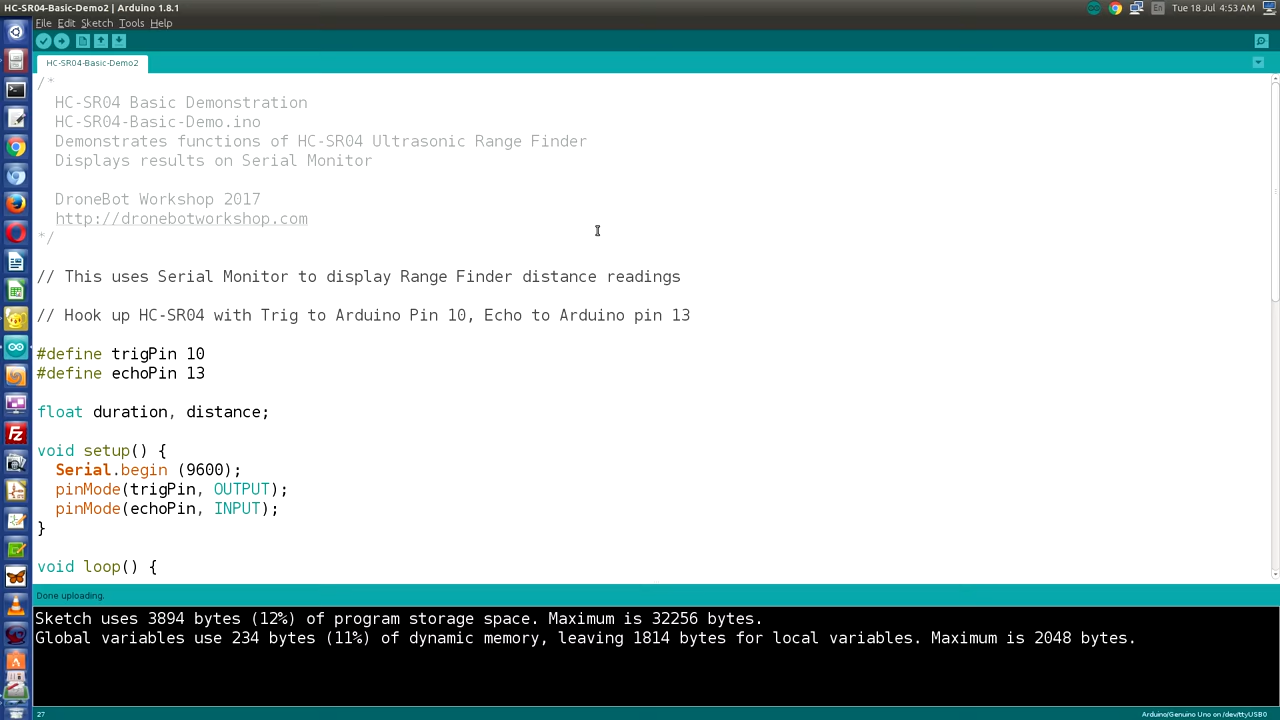 HC-SR04-Basic-Demo2 | Arduino 1.8.1
En
Tue 18 Jul 4:53 AM
File Edit Sketch Tools Help
HC-SR04-Basic-Demo2
/*
HC-SR04 Basic Demonstration
HC-SR04-Basic-Demo.ino
Demonstrates functions of HC-SR04 Ultrasonic Range Finder
Displays results on Serial Monitor
DroneBot Workshop 2017
http://dronebotworkshop.com
*/
// This uses Serial Monitor to display Range Finder distance readings
// Hook up HC-SR04 with Trig to Arduino Pin 10, Echo to Arduino pin 13
#define trigPin 10
#define echoPin 13
float duration, distance;
void setup() {
Serial.begin (9600);
pinMode(trigPin, OUTPUT);
pinMode(echoPin, INPUT);
}
void loop() {
Done uploading.
Sketch uses 3894 bytes (12%) of program storage space. Maximum is 32256 bytes.
Global variables use 234 bytes (11%) of dynamic memory, leaving 1814 bytes for local variables. Maximum is 2048 bytes.
27
Arduino/Genuino Uno on /dev/ttyUSB0